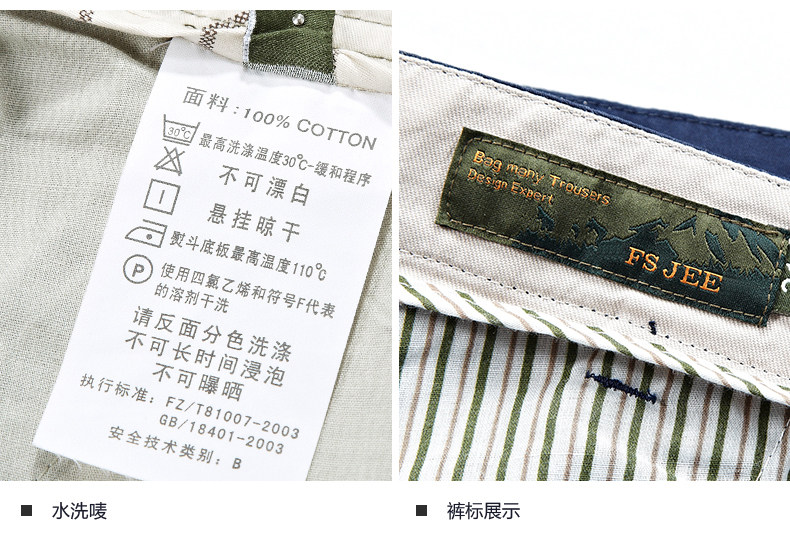 面料：100% COTTON
30℃
最高洗涤温度30℃-缓和程序
不可漂白
悬挂晾干
熨斗底板最高温度110℃
P
使用四氯乙烯和符号F代表
的溶剂干洗
请反面分色洗涤
不可长时间浸泡
不可曝晒
执行标准：FZ/T81007-2003
GB/18401-2003
安全技术类别：B
Bag many Trousers
Design Expert
FS JEE
水洗唛
裤标展示